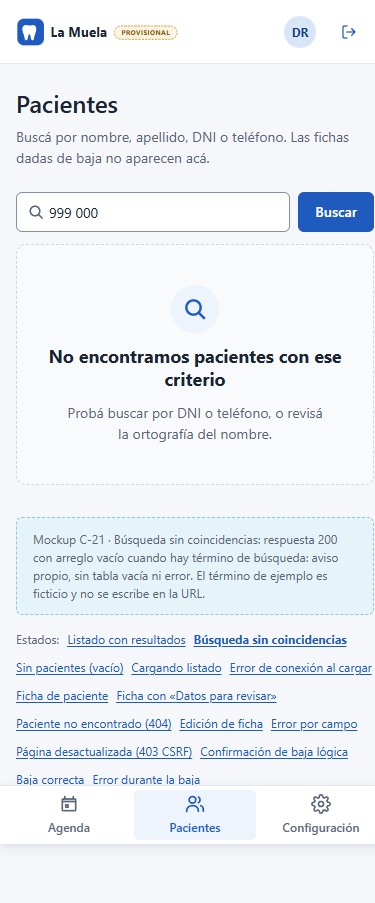 La Muela
PROVISIONAL
DR
Pacientes
Buscá por nombre, apellido, DNI o teléfono. Las fichas
dadas de baja no aparecen acá.
999 000
Buscar
No encontramos pacientes con ese
criterio
Probá buscar por DNI o teléfono, o revisá
la ortografía del nombre.
Mockup C-21 · Búsqueda sin coincidencias: respuesta 200
con arreglo vacío cuando hay término de búsqueda: aviso
propio, sin tabla vacía ni error. El término de ejemplo es
ficticio y no se escribe en la URL.
Estados: Listado con resultados Búsqueda sin coincidencias
Sin pacientes (vacío) Cargando listado Error de conexión al cargar
Ficha de paciente Ficha con «Datos para revisar»
Paciente no encontrado (404) Edición de ficha Error por campo
Página desactualizada (403 CSRF) Confirmación de baja lógica
Baja correcta Error durante la baja
Agenda
Pacientes
Configuración